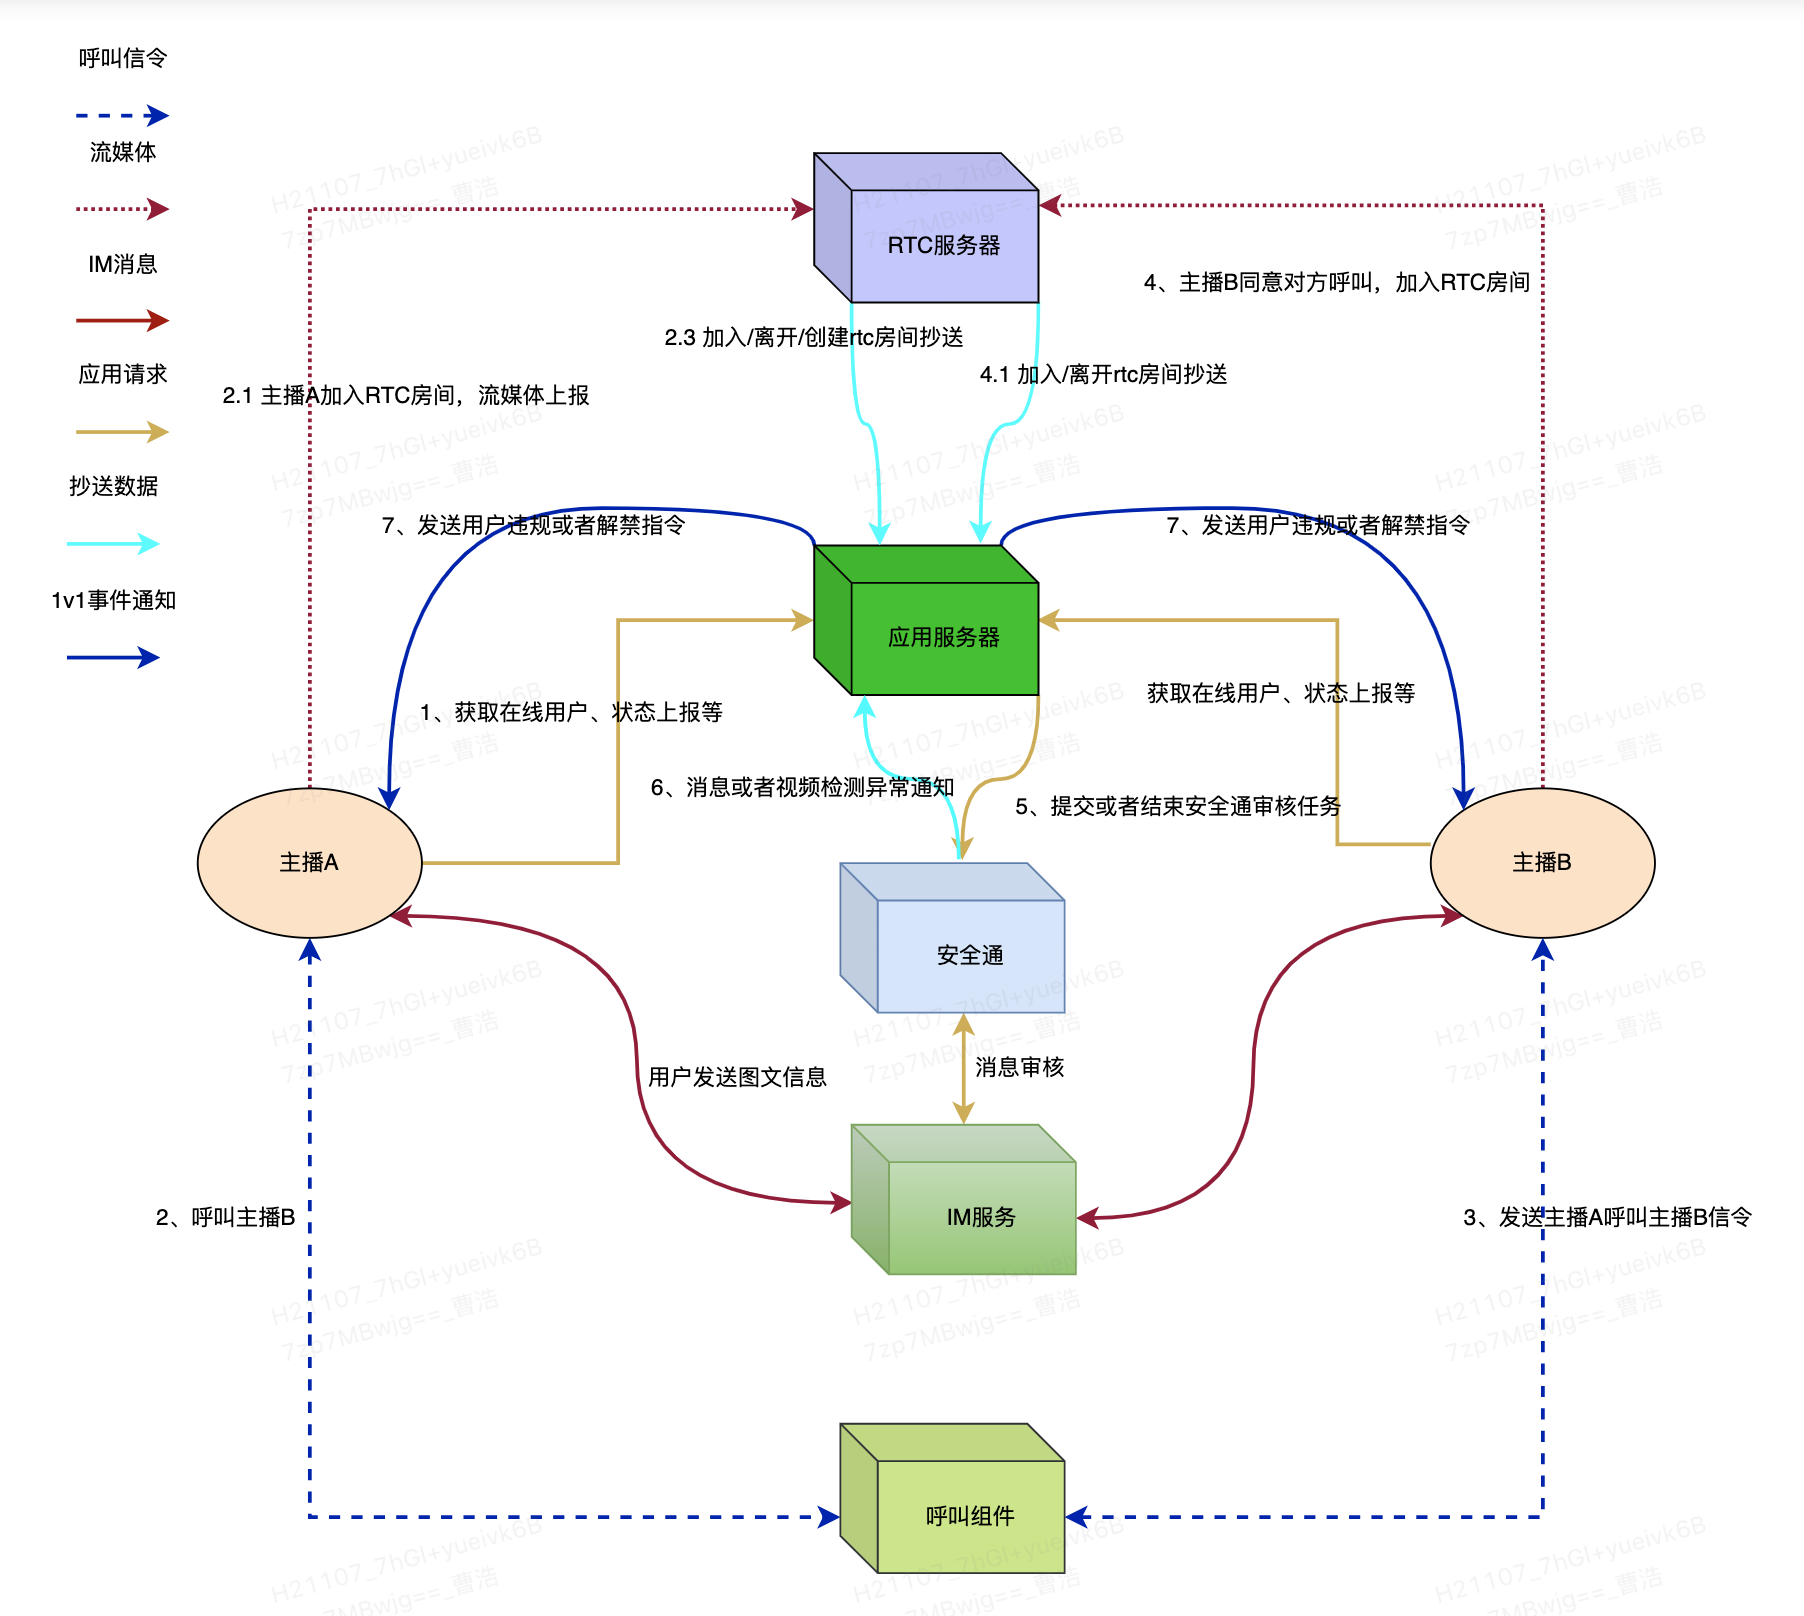 呼叫信令
流媒体
IM消息
应用请求
抄送数据
1v1事件通知
RTC服务器
4、主播B同意对方呼叫，加入RTC房间
2.3 加入/离开/创建rtc房间抄送
4.1 加入/离开rtc房间抄送
2.1 主播A加入RTC房间，流媒体上报
7、发送用户违规或者解禁指令
7、发送用户违规或者解禁指令
应用服务器
1、获取在线用户、状态上报等
获取在线用户、状态上报等
6、消息或者视频检测异常通知
5、提交或者结束安全通审核任务
主播A
主播B
安全通
消息审核
用户发送图文信息
IM服务
2、呼叫主播B
3、发送主播A呼叫主播B信令
呼叫组件